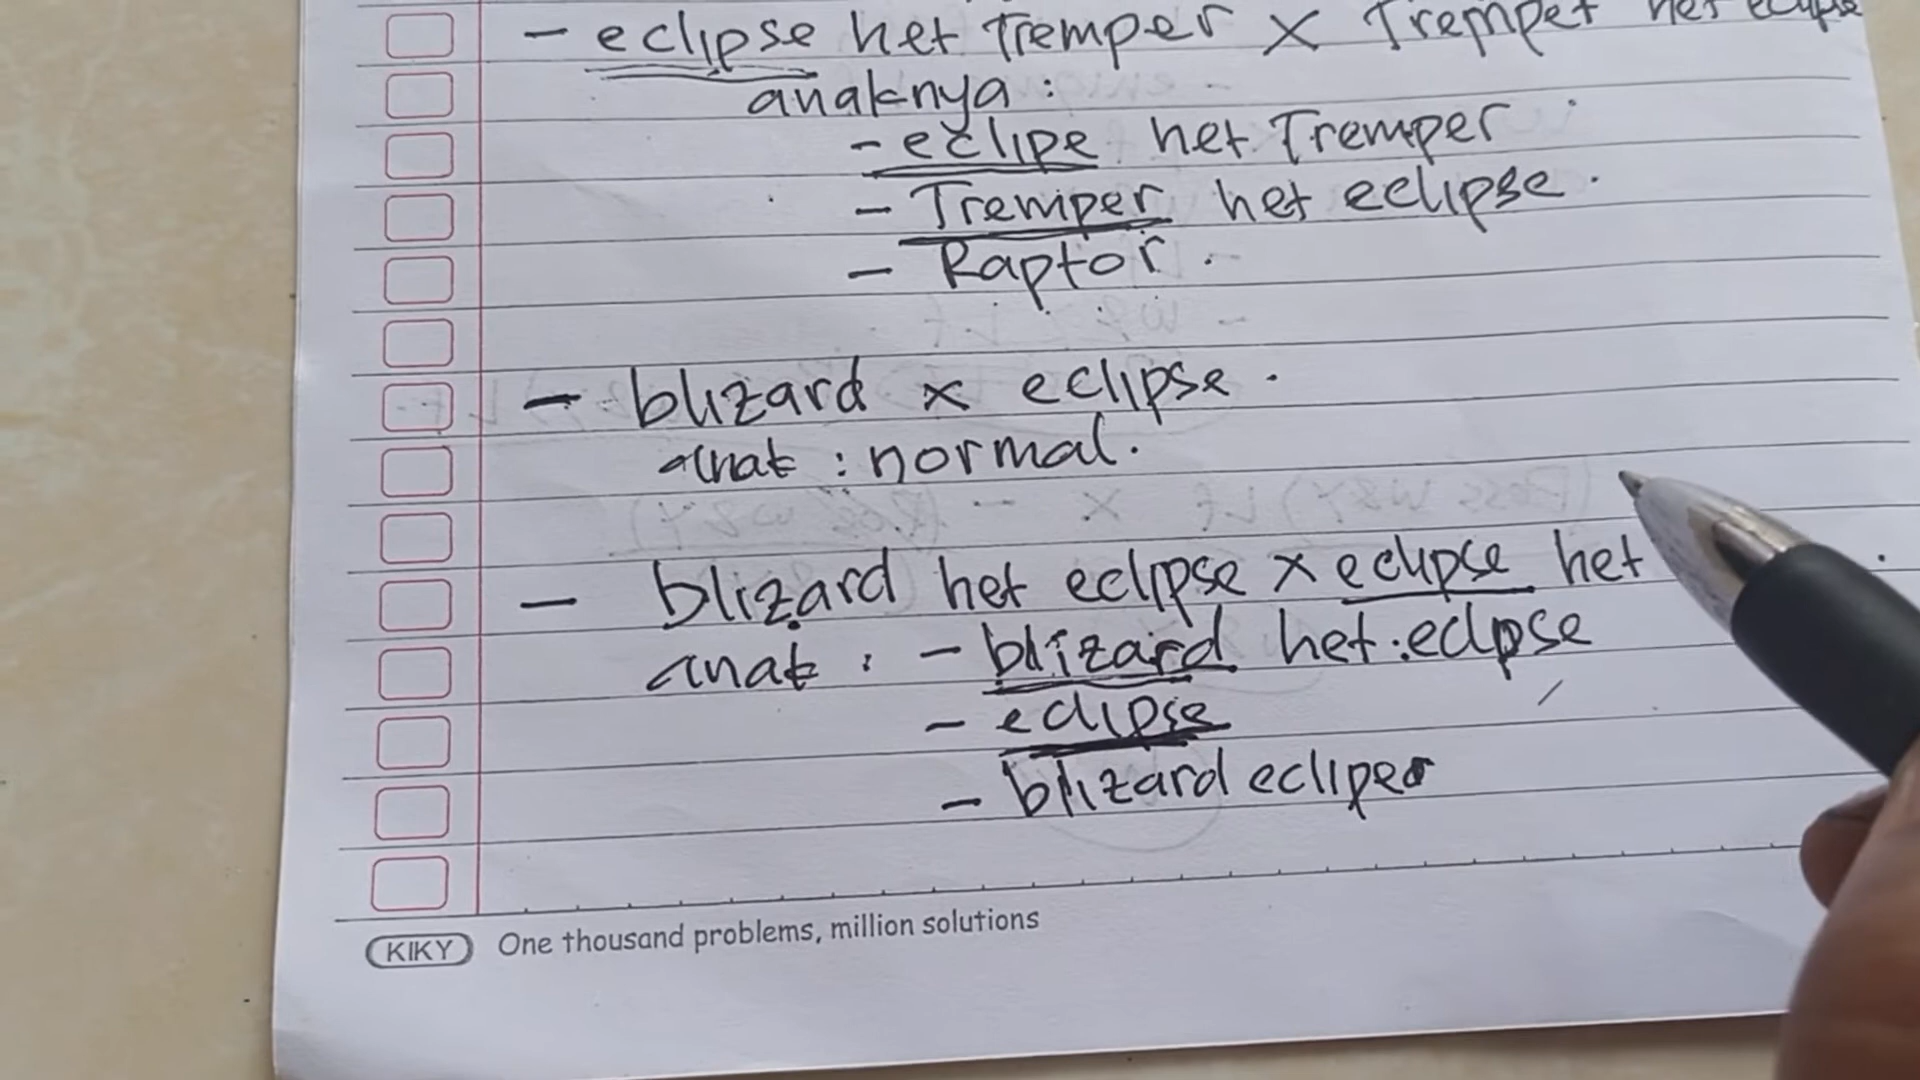 - eclipse het Tremper X Tremper het eclipse
anaknya :
- eclipe het Tremper
- Tremper het eclipse.
- Raptor.
- blizard x eclipse.
anak : normal.
- blizard het eclipse x eclipse het
anak : - blizard het eclipse
- eclipse
- blizard eclipe
KIKY One thousand problems, million solutions